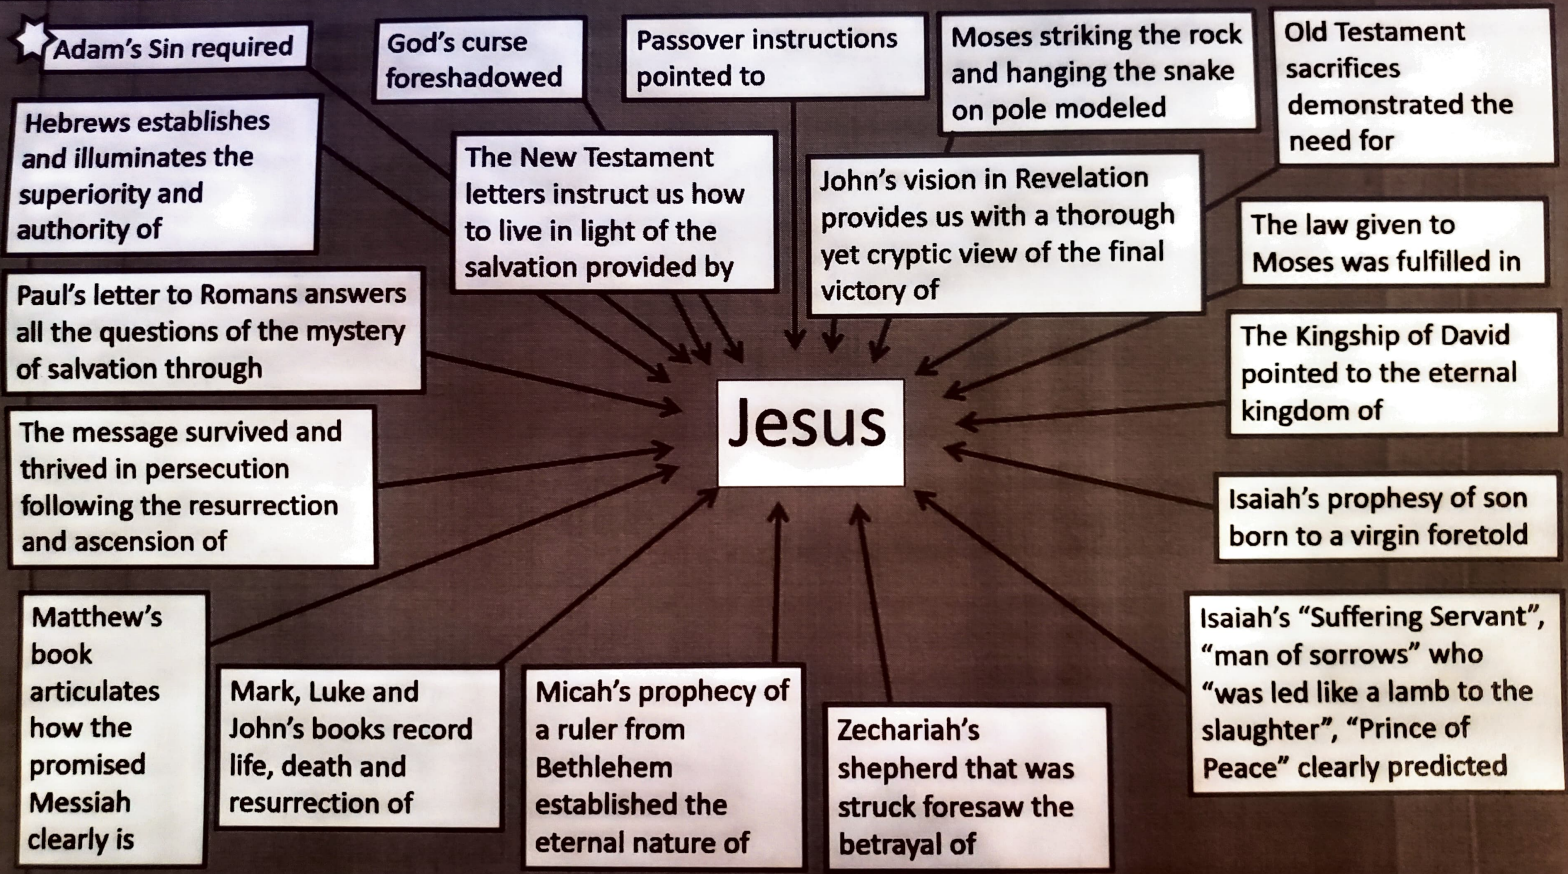 Adam's Sin required
God's curse
foreshadowed
Passover instructions
pointed to
Moses striking the rock
and hanging the snake
on pole modeled
Old Testament
sacrifices
demonstrated the
need for
Hebrews establishes
and illuminates the
superiority and
authority of
The New Testament
letters instruct us how
to live in light of the
salvation provided by
John's vision in Revelation
provides us with a thorough
yet cryptic view of the final
victory of
The law given to
Moses was fulfilled in
Paul's letter to Romans answers
all the questions of the mystery
of salvation through
The Kingship of David
pointed to the eternal
kingdom of
Jesus
The message survived and
thrived in persecution
following the resurrection
and ascension of
Isaiah's prophesy of son
born to a virgin foretold
Matthew's
book
articulates
how the
promised
Messiah
clearly is
Mark, Luke and
John's books record
life, death and
resurrection of
Micah's prophecy of
a ruler from
Bethlehem
established the
eternal nature of
Zechariah's
shepherd that was
struck foresaw the
betrayal of
Isaiah's “Suffering Servant”,
“man of sorrows” who
“was led like a lamb to the
slaughter”, “Prince of
Peace” clearly predicted